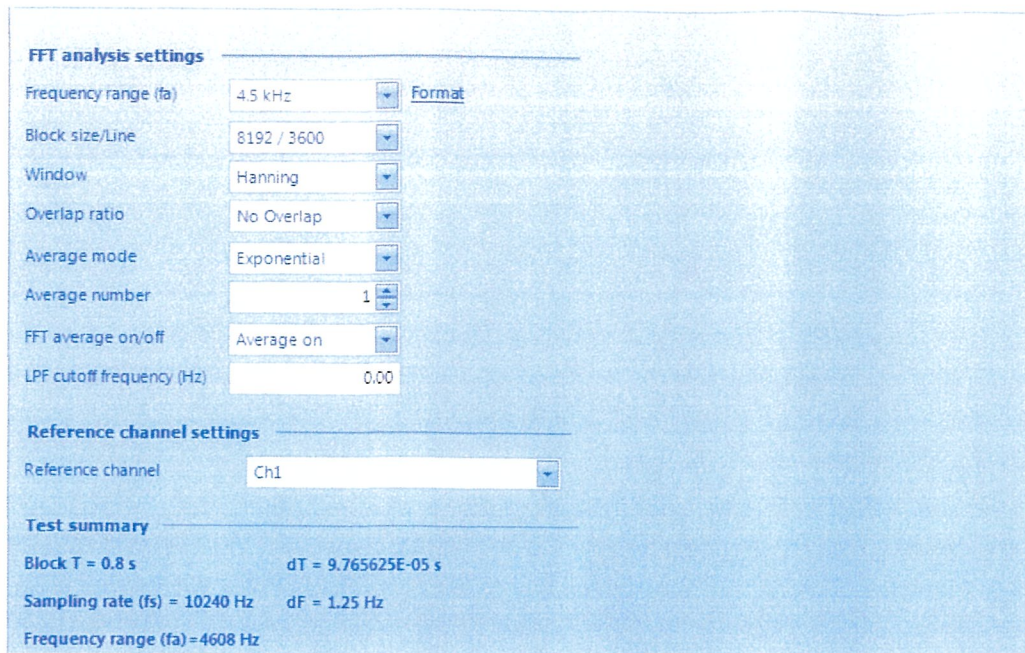 FFT analysis settings
Frequency range (fa) 4.5 kHz Format
Block size/Line 8192 / 3600
Window Hanning
Overlap ratio No Overlap
Average mode Exponential
Average number 1
FFT average on/off Average on
LPF cutoff frequency (Hz) 0.00
Reference channel settings
Reference channel Ch1
Test summary
Block T = 0.8 s dT = 9.765625E-05 s
Sampling rate (fs) = 10240 Hz dF = 1.25 Hz
Frequency range (fa)=4608 Hz